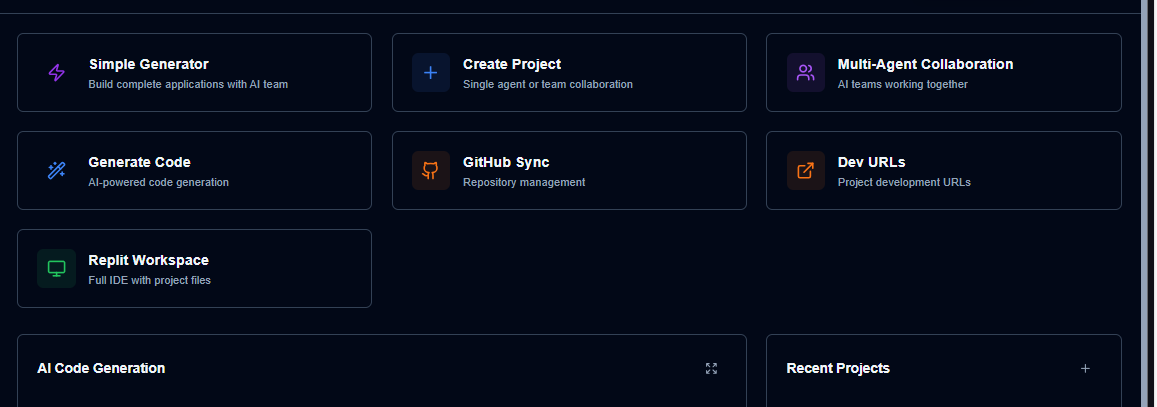 Simple Generator
Build complete applications with AI team
Create Project
Single agent or team collaboration
Multi-Agent Collaboration
AI teams working together
Generate Code
AI-powered code generation
GitHub Sync
Repository management
Dev URLs
Project development URLs
Replit Workspace
Full IDE with project files
AI Code Generation
Recent Projects